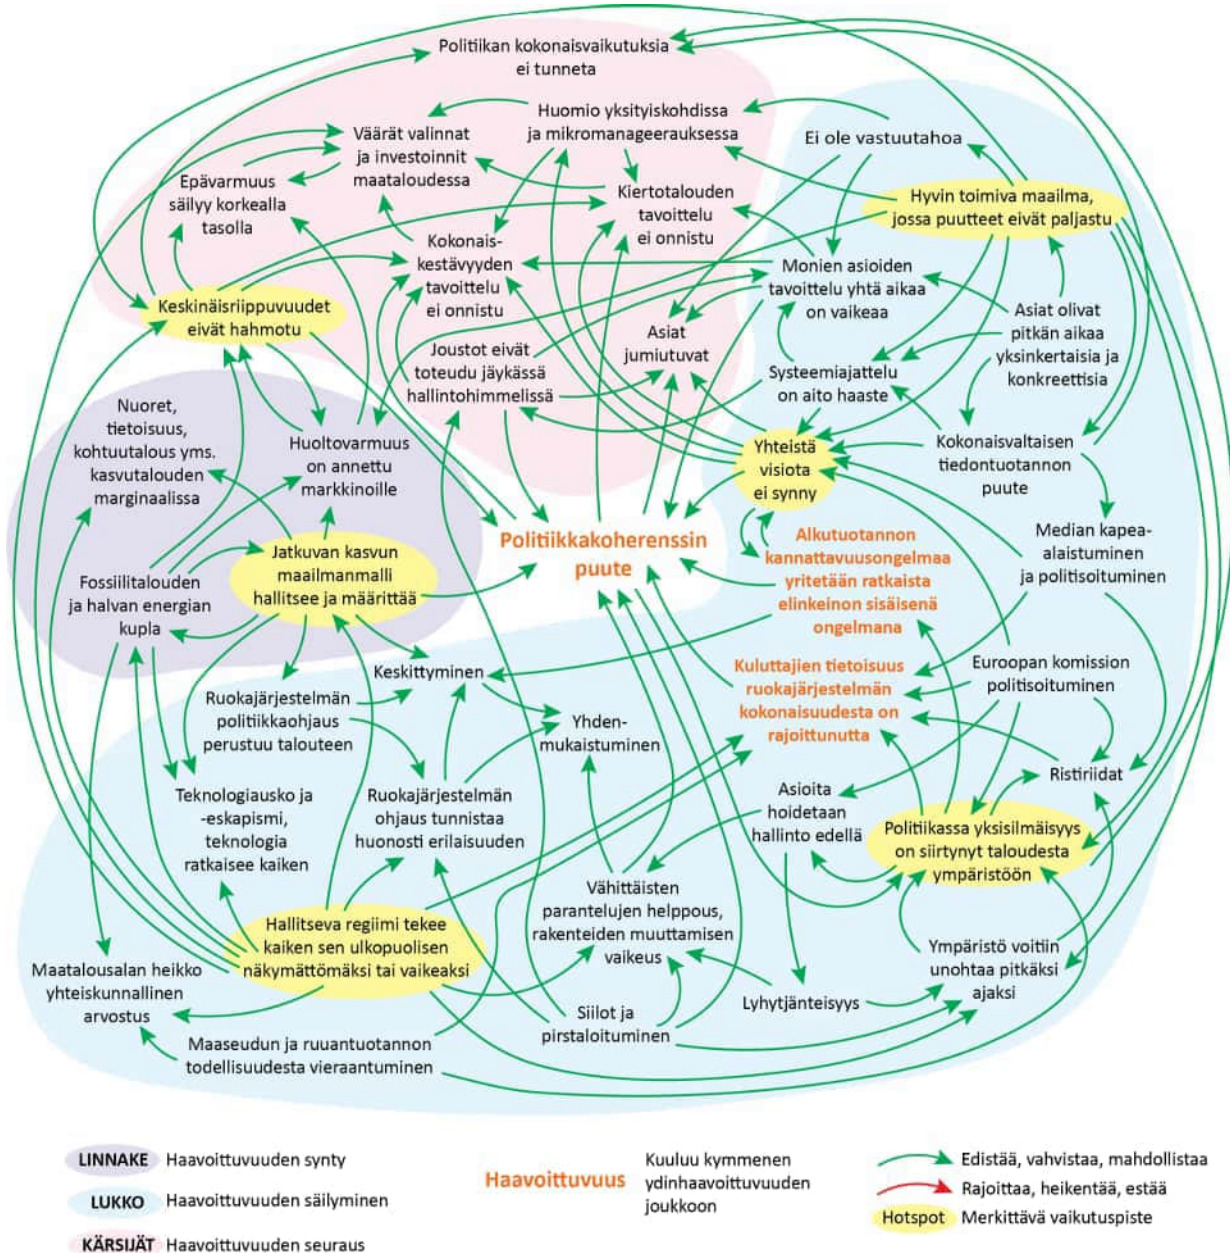 Politiikan kokonaisvaikutuksia
ei tunneta
Huomio yksityiskohdissa
ja mikromanageerauksessa
Väärät valinnat
ja investoinnit
maataloudessa
Ei ole vastuutahoa
Epävarmuus
säilyy korkealla
tasolla
Kiertotalouden
tavoittelu
ei onnistu
Hyvin toimiva maailma,
jossa puutteet eivät paljastu
Kokonais-
kestävyyden
tavoittelu
ei onnistu
Monien asioiden
tavoittelu yhtä aikaa
on vaikeaa
Keskinäisriippuvuudet
eivät hahmotu
Asiat olivat
pitkän aikaa
yksinkertaisia ja
konkreettisia
Joustot eivät
toteudu jäykässä
hallintohimmelissä
Asiat
jumiutuvat
Systeemiajattelu
on aito haaste
Nuoret,
tietoisuus,
kohtuutalous yms.
kasvutalouden
marginaalissa
Huoltovarmuus
on annettu
markkinoille
Yhteistä
visiota
ei synny
Kokonaisvaltaisen
tiedontuotannon
puute
Politiikkakoherenssin
puute
Alkutuotannon
kannattavuusongelmaa
yritetään ratkaista
elinkeinon sisäisenä
ongelmana
Median kapea-
alaistuminen
ja politisoituminen
Jatkuvan kasvun
maailmanmalli
hallitsee ja määrittää
Fossiilitalouden
ja halvan energian
kupla
Keskittyminen
Kuluttajien tietoisuus
ruokajärjestelmän
kokonaisuudesta on
rajoittunutta
Euroopan komission
politisoituminen
Ruokajärjestelmän
politiikkaohjaus
perustuu talouteen
Yhden-
mukaistuminen
Ristiriidat
Teknologiausko ja
-eskapismi,
teknologia
ratkaisee kaiken
Ruokajärjestelmän
ohjaus tunnistaa
huonosti erilaisuuden
Asioita
hoidetaan
hallinto edellä
Politiikassa yksisilmäisyys
on siirtynyt taloudesta
ympäristöön
Vähittäisten
parantelujen helppous,
rakenteiden muuttamisen
vaikeus
Hallitseva regiimi tekee
kaiken sen ulkopuolisen
näkymättömäksi tai vaikeaksi
Maatalousalan heikko
yhteiskunnallinen
arvostus
Ympäristö voitiin
unohtaa pitkäksi
ajaksi
Lyhytjänteisyys
Siilot ja
pirstaloituminen
Maaseudun ja ruuantuotannon
todellisuudesta vieraantuminen
LINNAKE Haavoittuvuuden synty
LUKKO Haavoittuvuuden säilyminen
KÄRSIJÄT Haavoittuvuuden seuraus
Haavoittuvuus
Kuuluu kymmenen
ydinhaavoittuvuuden
joukkoon
Edistää, vahvistaa, mahdollistaa
Rajoittaa, heikentää, estää
Hotspot Merkittävä vaikutuspiste